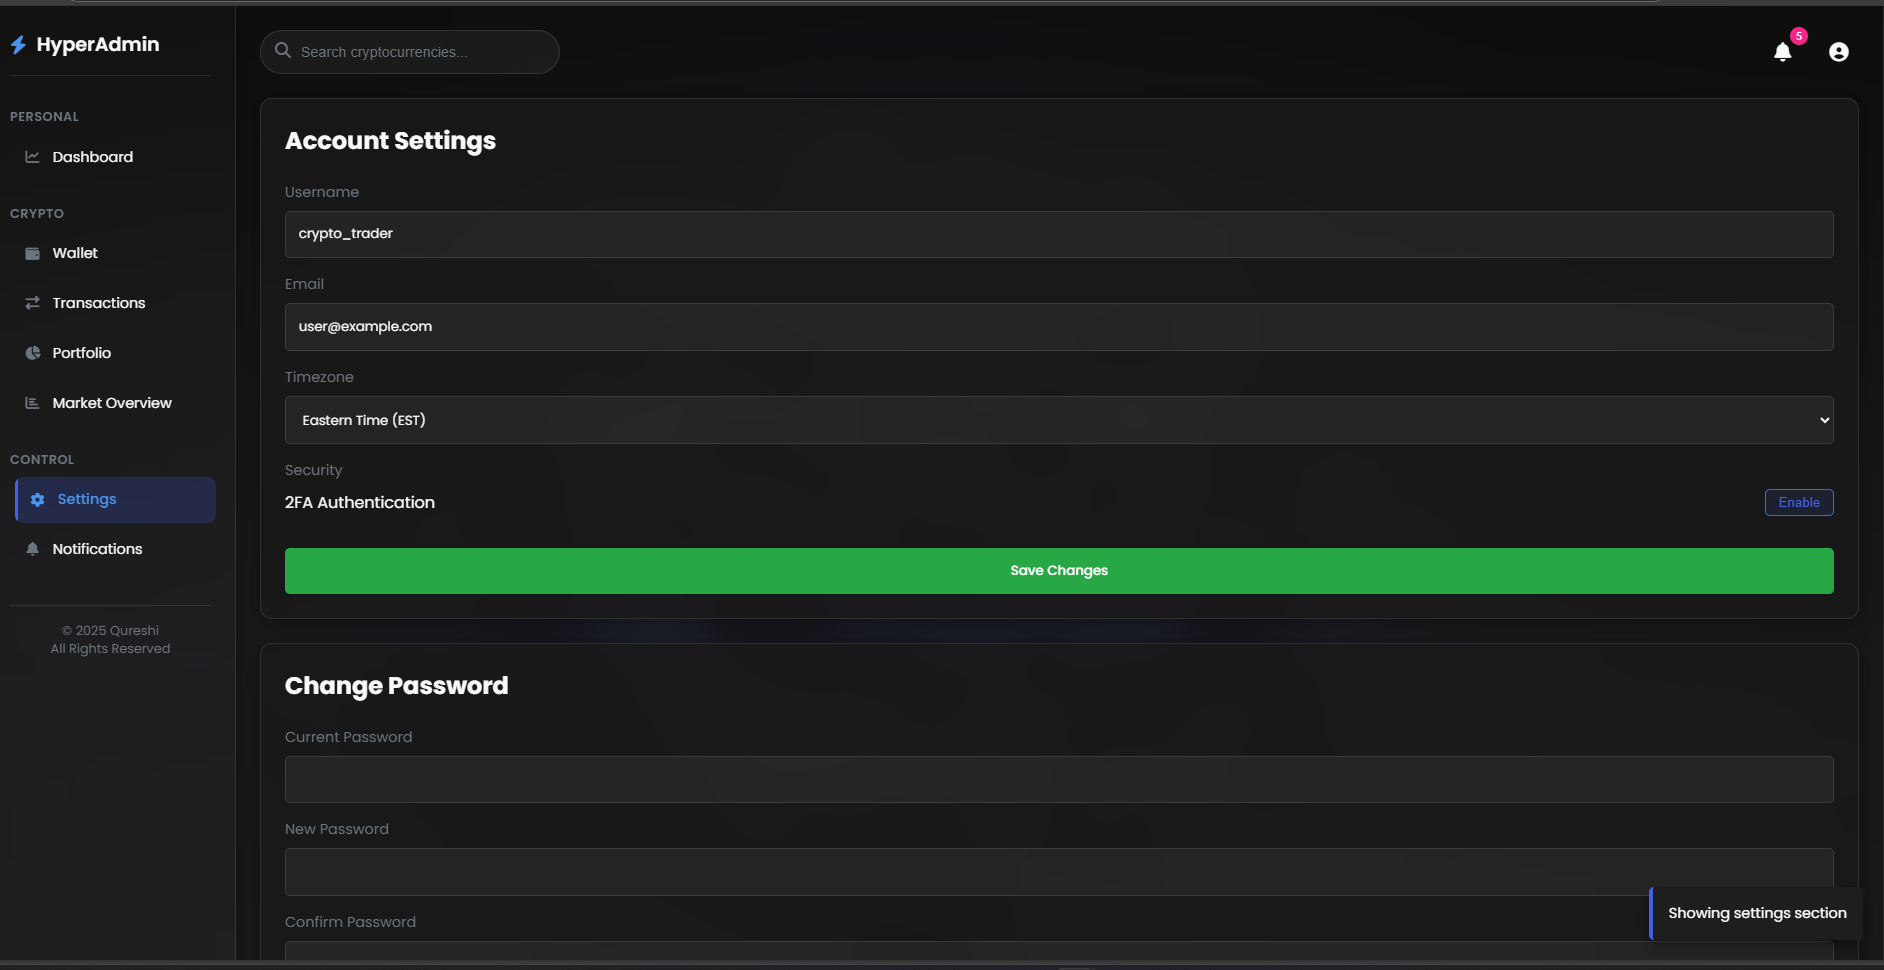 HyperAdmin
PERSONAL
Dashboard
CRYPTO
Wallet
Transactions
Portfolio
Market Overview
CONTROL
Settings
Notifications
© 2025 Qureshi
All Rights Reserved
Search cryptocurrencies...
5
Account Settings
Username
crypto_trader
Email
user@example.com
Timezone
Eastern Time (EST)
Security
2FA Authentication
Enable
Save Changes
Change Password
Current Password
New Password
Confirm Password
Showing settings section